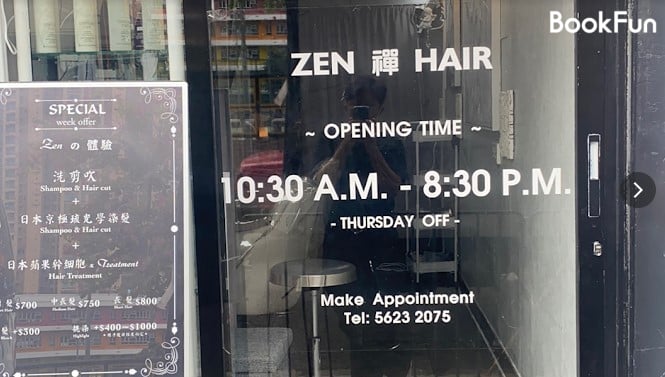 BookFun
ZEN 禪 HAIR
~ OPENING TIME ~
10:30 A.M. - 8:30 P.M.
- THURSDAY OFF -
Make Appointment
Tel: 5623 2075
SPECIAL
week offer
Zen の 體驗
洗剪吹
Shampoo & Hair cut
+
日本京極琉光學染髮
Shampoo & Hair cut
+
日本蘋果幹細胞 x Treatment
Hair Treatment
髮 $700 中長髮 $750 長髮 $800
+$300 挑染 +$400~$1000
Highlight